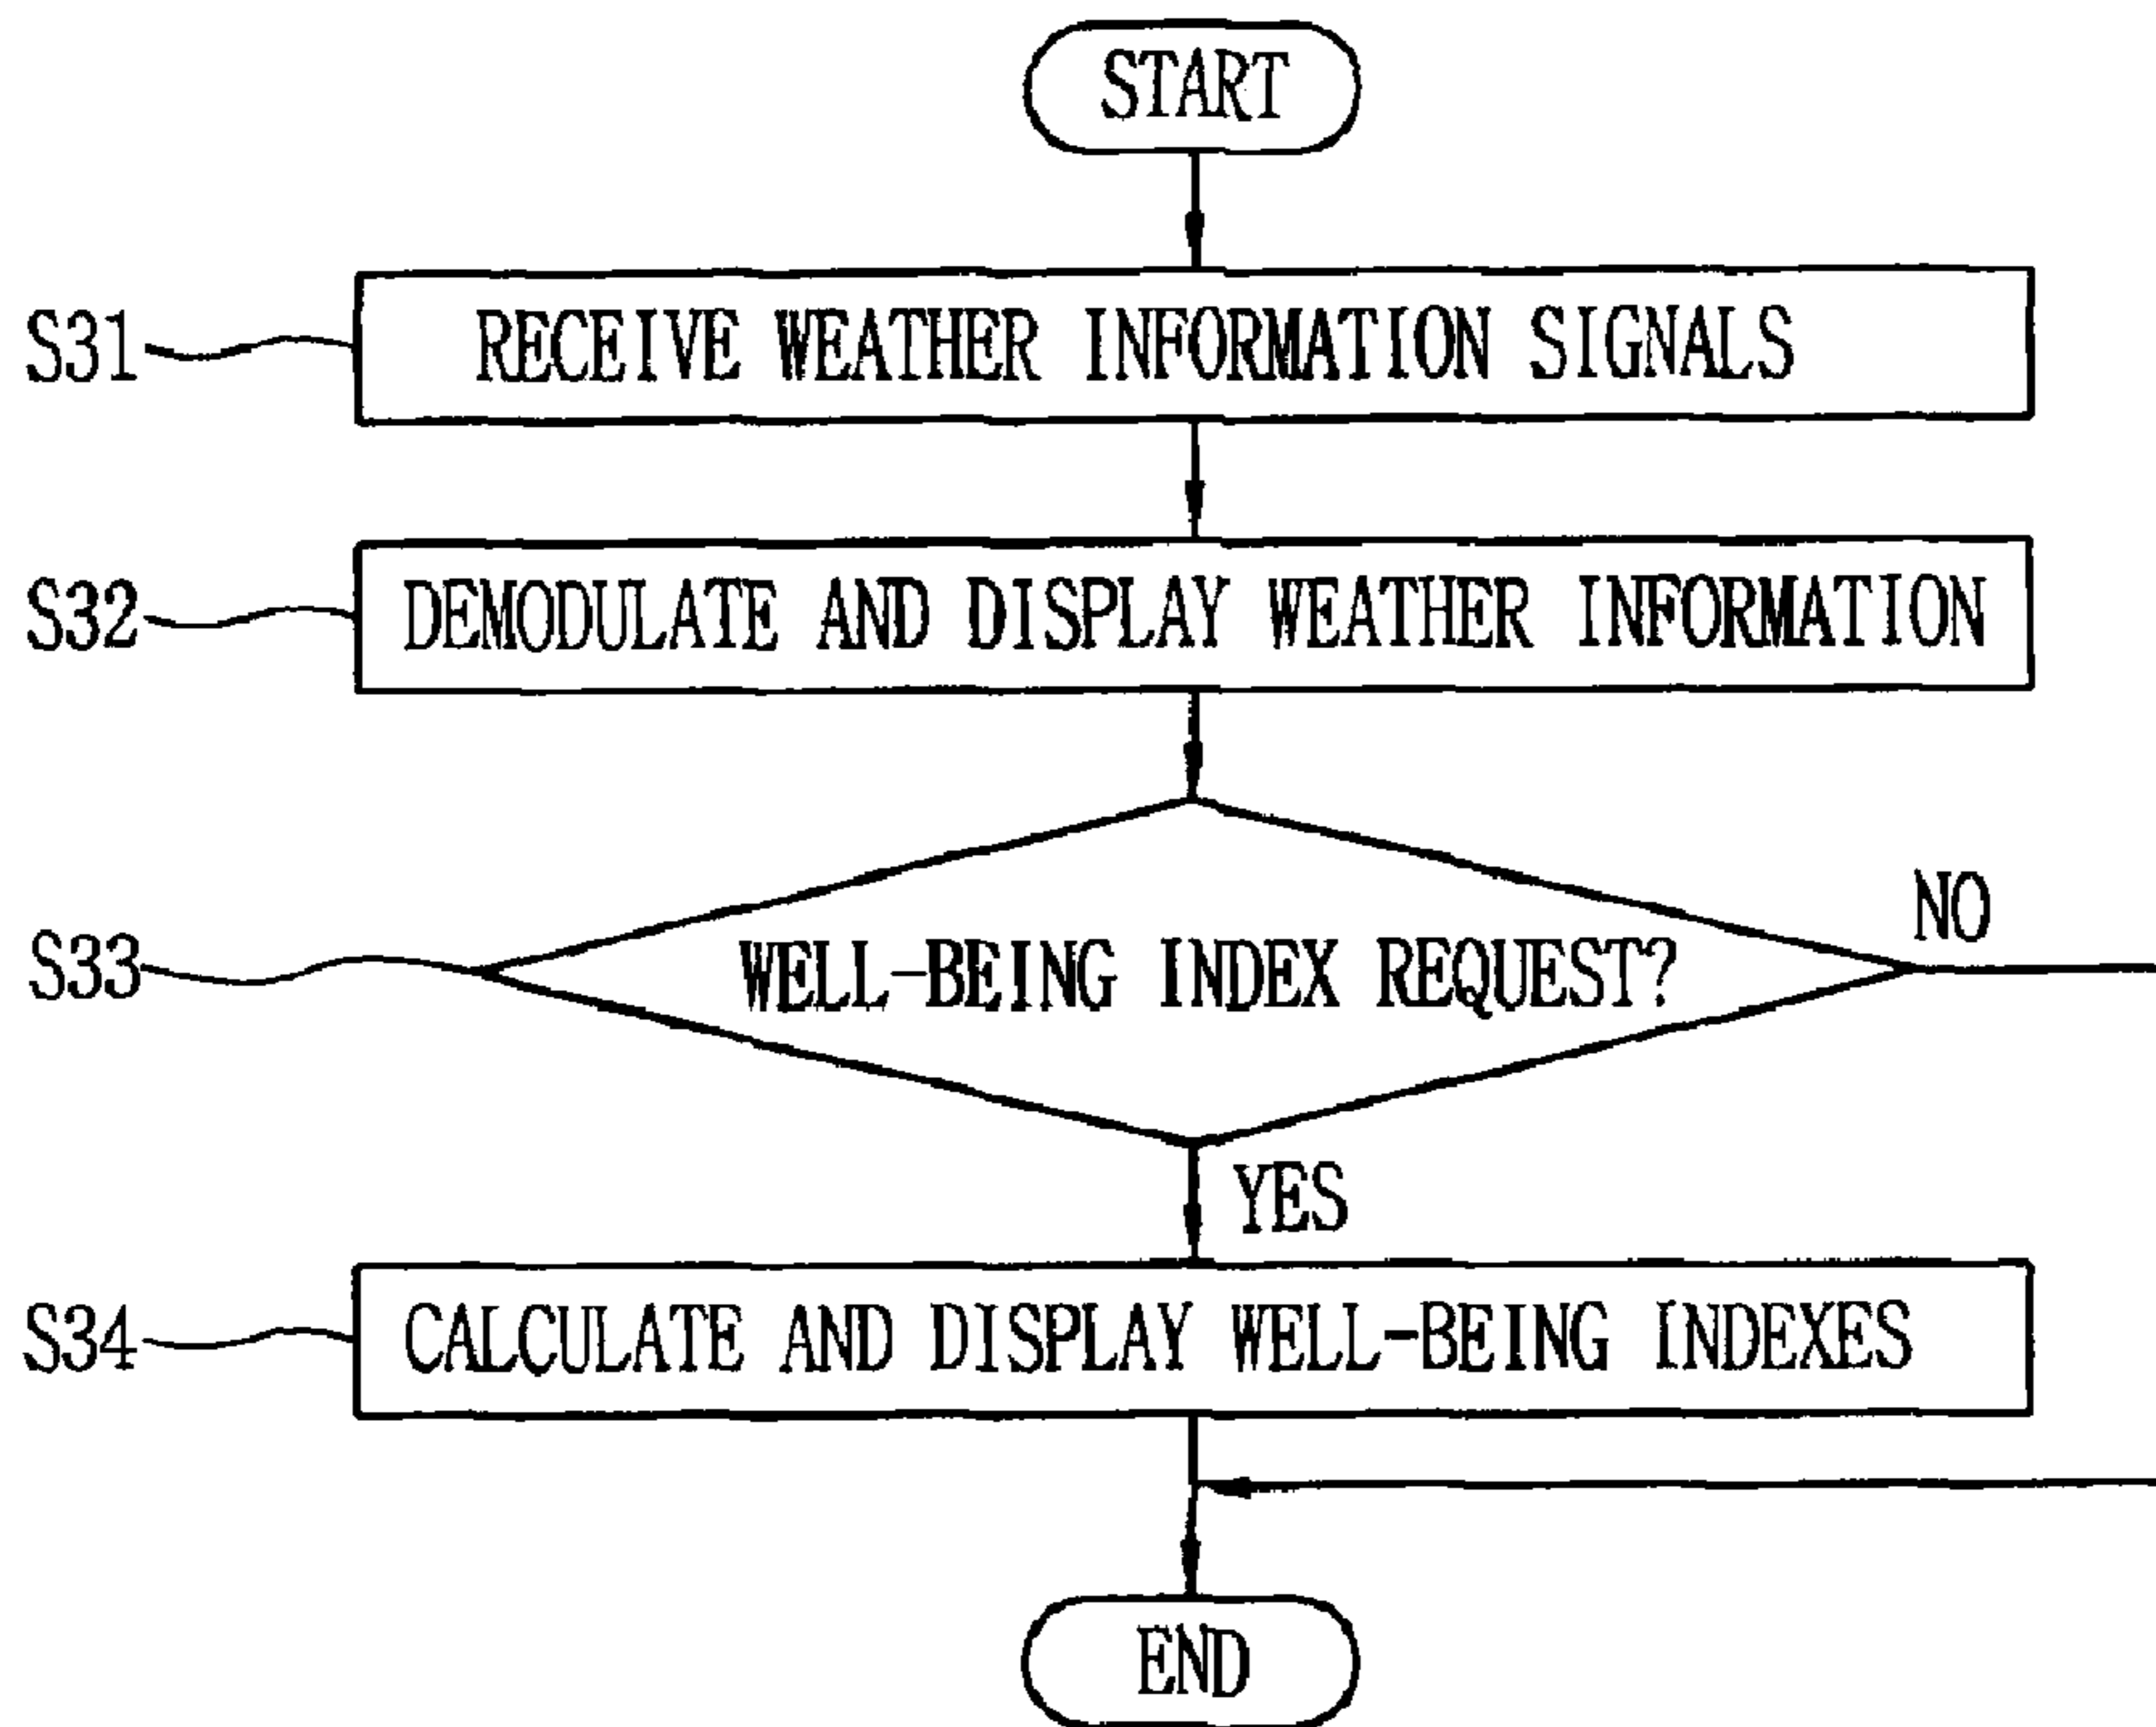 START
S31 RECEIVE WEATHER INFORMATION SIGNALS
S32 DEMODULATE AND DISPLAY WEATHER INFORMATION
NO
S33 WELL-BEING INDEX REQUEST?
YES
S34 CALCULATE AND DISPLAY WELL-BEING INDEXES
END